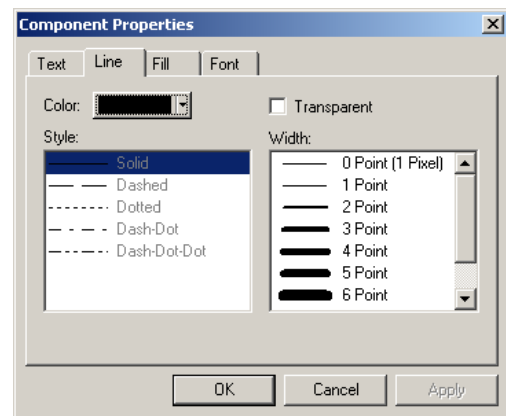 Component Properties
Text Line Fill Font
Color: Transparent
Style: Width:
Solid
Dashed
Dotted
Dash-Dot
Dash-Dot-Dot
0 Point (1 Pixel)
1 Point
2 Point
3 Point
4 Point
5 Point
6 Point
OK Cancel Apply